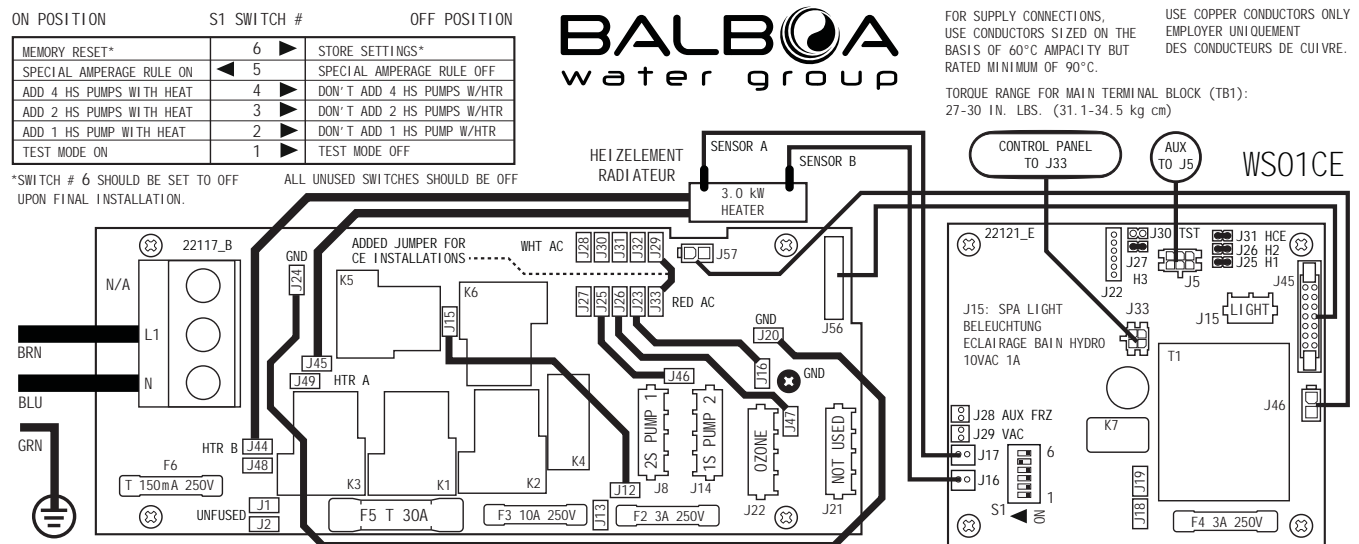 ON POSITION S1 SWITCH # OFF POSITION
MEMORY RESET* 6 ► STORE SETTINGS*
SPECIAL AMPERAGE RULE ON ◄ 5 SPECIAL AMPERAGE RULE OFF
ADD 4 HS PUMPS WITH HEAT 4 ► DON'T ADD 4 HS PUMPS W/HTR
ADD 2 HS PUMPS WITH HEAT 3 ► DON'T ADD 2 HS PUMPS W/HTR
ADD 1 HS PUMP WITH HEAT 2 ► DON'T ADD 1 HS PUMP W/HTR
TEST MODE ON 1 ► TEST MODE OFF
*SWITCH # 6 SHOULD BE SET TO OFF
UPON FINAL INSTALLATION.
ALL UNUSED SWITCHES SHOULD BE OFF
BALBOA
water group
FOR SUPPLY CONNECTIONS,
USE CONDUCTORS SIZED ON THE
BASIS OF 60°C AMPACITY BUT
RATED MINIMUM OF 90°C.
USE COPPER CONDUCTORS ONLY
EMPLOYER UNIQUEMENT
DES CONDUCTEURS DE CUIVRE.
TORQUE RANGE FOR MAIN TERMINAL BLOCK (TB1):
27-30 IN. LBS. (31.1-34.5 kg cm)
HEIZELEMENT
RADIATEUR
SENSOR A
SENSOR B
3.0 kW
HEATER
CONTROL PANEL
TO J33
AUX
TO J5
WS01CE
22117_B
N/A
L1
N
BRN
BLU
GRN
GND
J24
ADDED JUMPER FOR
CE INSTALLATIONS
WHT AC
J28
J30
J31
J32
J29
J57
J27
J25
J26
J23
J33
RED AC
K5
K6
J15
J56
GND
J20
J45
J49
HTR A
J46
J16
GND
J47
HTR B
J44
J48
F6
T 150mA 250V
UNFUSED
J1
J2
K3
K1
K2
K4
F5 T 30A
F3 10A 250V
J12
J13
F2 3A 250V
2S PUMP 1
J8
1S PUMP 2
J14
OZONE
J22
NOT USED
J21
22121_E
J30 TST
J27
H3
J22
J5
J31 HCE
J26 H2
J25 H1
J45
J33
J15
LIGHT
J15: SPA LIGHT
BELEUCHTUNG
ECLAIRAGE BAIN HYDRO
10VAC 1A
T1
J46
K7
J28 AUX FRZ
J29 VAC
J17
J16
6
1
S1
ON
J19
J18
F4 3A 250V